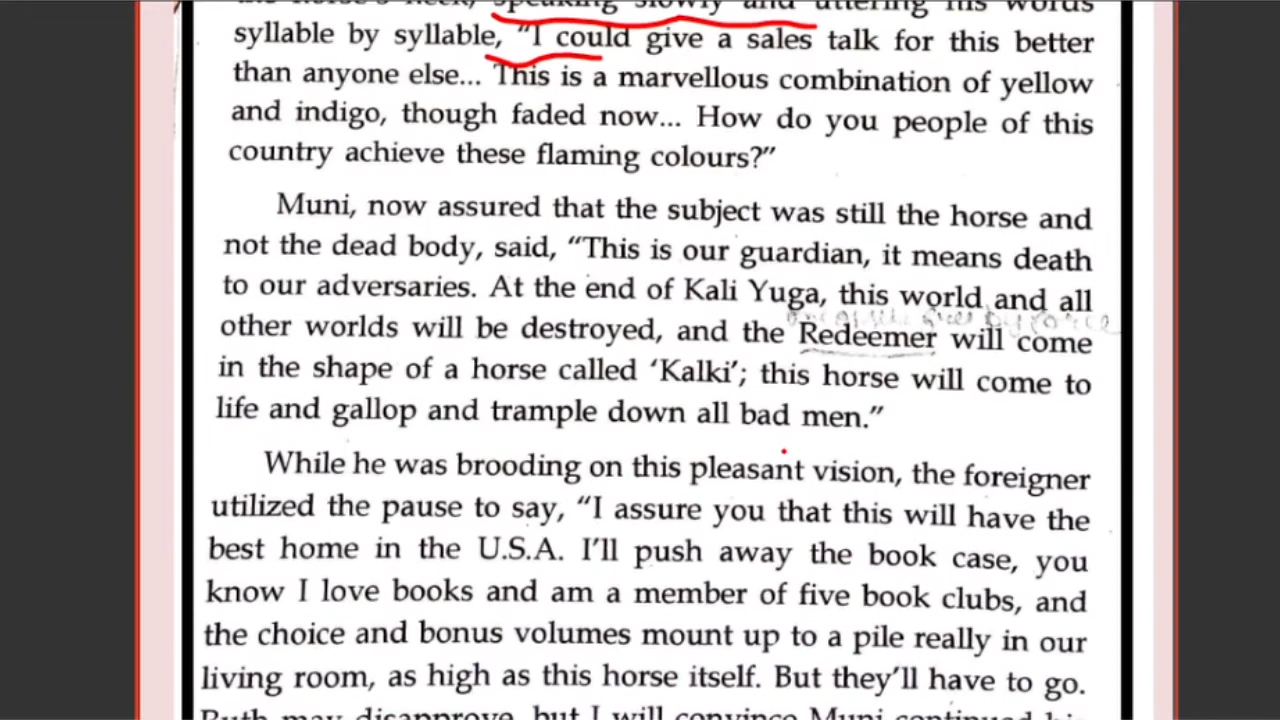 speaking slowly and uttering his words
syllable by syllable, “I could give a sales talk for this better
than anyone else... This is a marvellous combination of yellow
and indigo, though faded now... How do you people of this
country achieve these flaming colours?”
Muni, now assured that the subject was still the horse and
not the dead body, said, “This is our guardian, it means death
to our adversaries. At the end of Kali Yuga, this world and all
other worlds will be destroyed, and the Redeemer will come
in the shape of a horse called ‘Kalki’; this horse will come to
life and gallop and trample down all bad men.”
While he was brooding on this pleasant vision, the foreigner
utilized the pause to say, “I assure you that this will have the
best home in the U.S.A. I’ll push away the book case, you
know I love books and am a member of five book clubs, and
the choice and bonus volumes mount up to a pile really in our
living room, as high as this horse itself. But they’ll have to go.
Ruth may disapprove, but I will convince Muni continued his